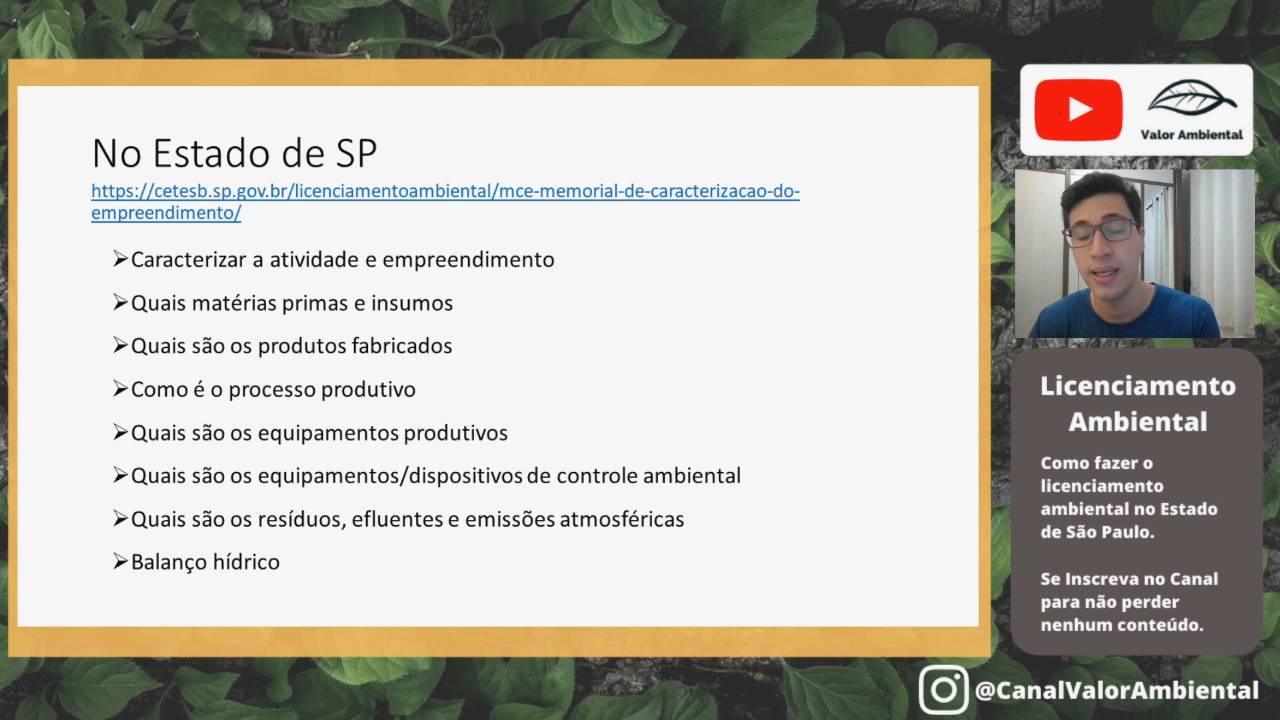 No Estado de SP
https://cetesb.sp.gov.br/licenciamentoambiental/mce-memorial-de-caracterizacao-do-
empreendimento/
➢Caracterizar a atividade e empreendimento
➢Quais matérias primas e insumos
➢Quais são os produtos fabricados
➢Como é o processo produtivo
➢Quais são os equipamentos produtivos
➢Quais são os equipamentos/dispositivos de controle ambiental
➢Quais são os resíduos, efluentes e emissões atmosféricas
➢Balanço hídrico
Valor Ambiental
Licenciamento
Ambiental
Como fazer o
licenciamento
ambiental no Estado
de São Paulo.
Se Inscreva no Canal
para não perder
nenhum conteúdo.
@CanalValorAmbiental